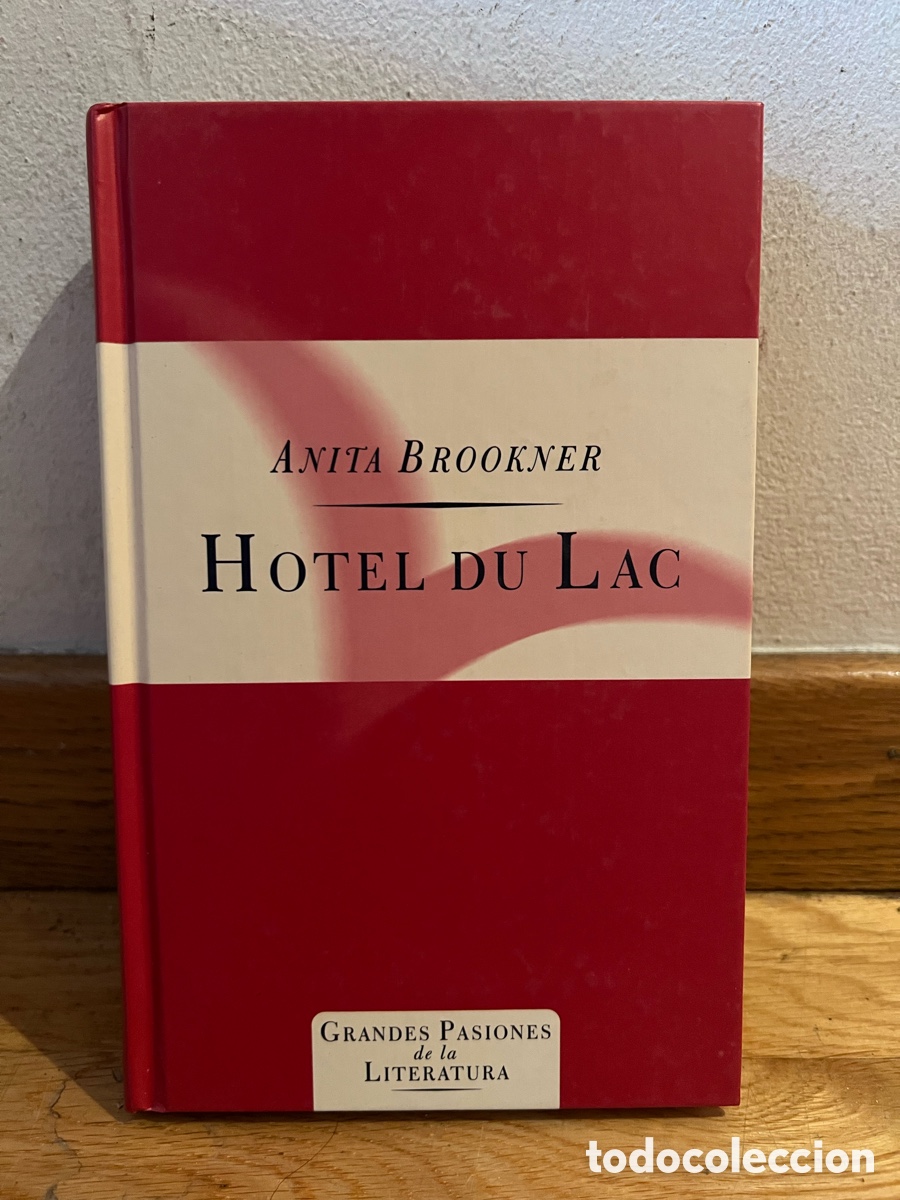 ANITA BROOKNER
HOTEL DU LAC
GRANDES PASIONES
de la
LITERATURA
todocoleccion